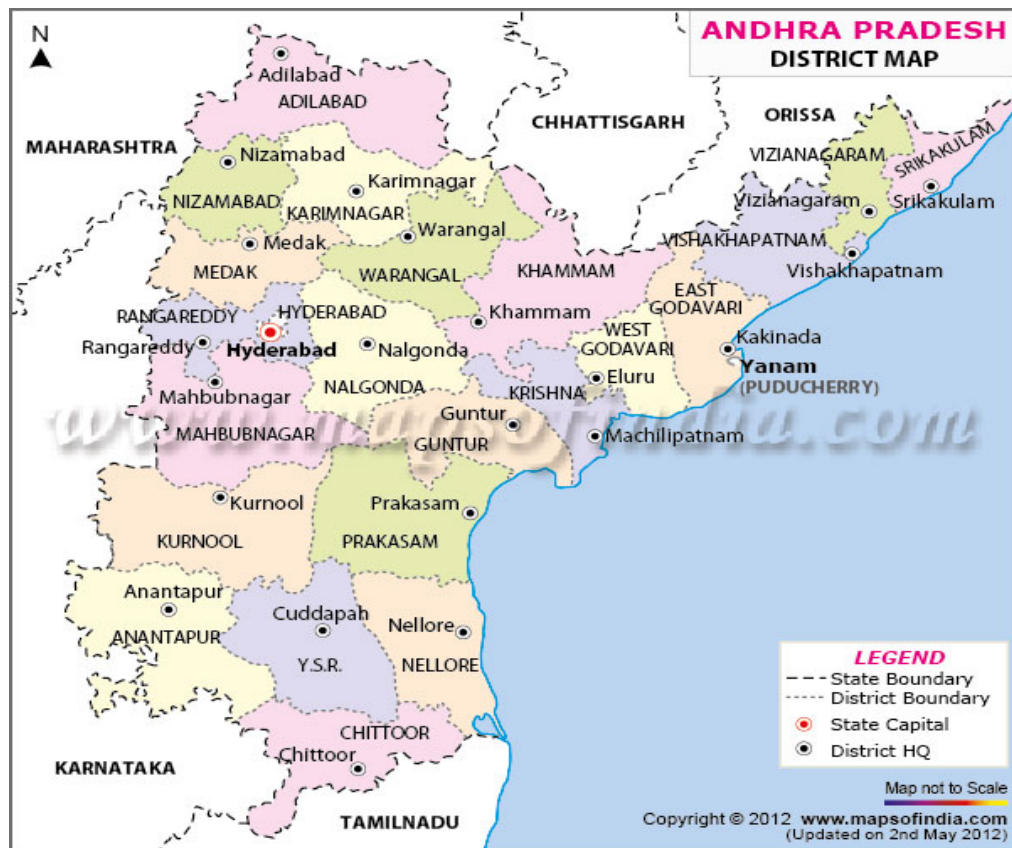 N
ANDHRA PRADESH
DISTRICT MAP
Adilabad
ADILABAD
CHHATTISGARH
ORISSA
MAHARASHTRA
Nizamabad
NIZAMABAD
Karimnagar
KARIMNAGAR
VIZIANAGARAM
SRIKAKULAM
Vizianagaram
Srikakulam
Medak
MEDAK
Warangal
WARANGAL
KHAMMAM
VISHAKHAPATNAM
Vishakhapatnam
RANGAREDDY
HYDERABAD
Rangareddy
Hyderabad
Khammam
EAST
GODAVARI
WEST
GODAVARI
Kakinada
Yanam
(PUDUCHERRY)
Nalgonda
NALGONDA
Eluru
KRISHNA
Mahbubnagar
MAHBUBNAGAR
Guntur
GUNTUR
Machilipatnam
www.mapsofindia.com
Kurnool
KURNOOL
Prakasam
PRAKASAM
Anantapur
ANANTAPUR
Cuddapah
Y.S.R.
Nellore
NELLORE
CHITTOOR
Chittoor
KARNATAKA
TAMILNADU
LEGEND
State Boundary
District Boundary
State Capital
District HQ
Map not to Scale
Copyright © 2012 www.mapsofindia.com
(Updated on 2nd May 2012)